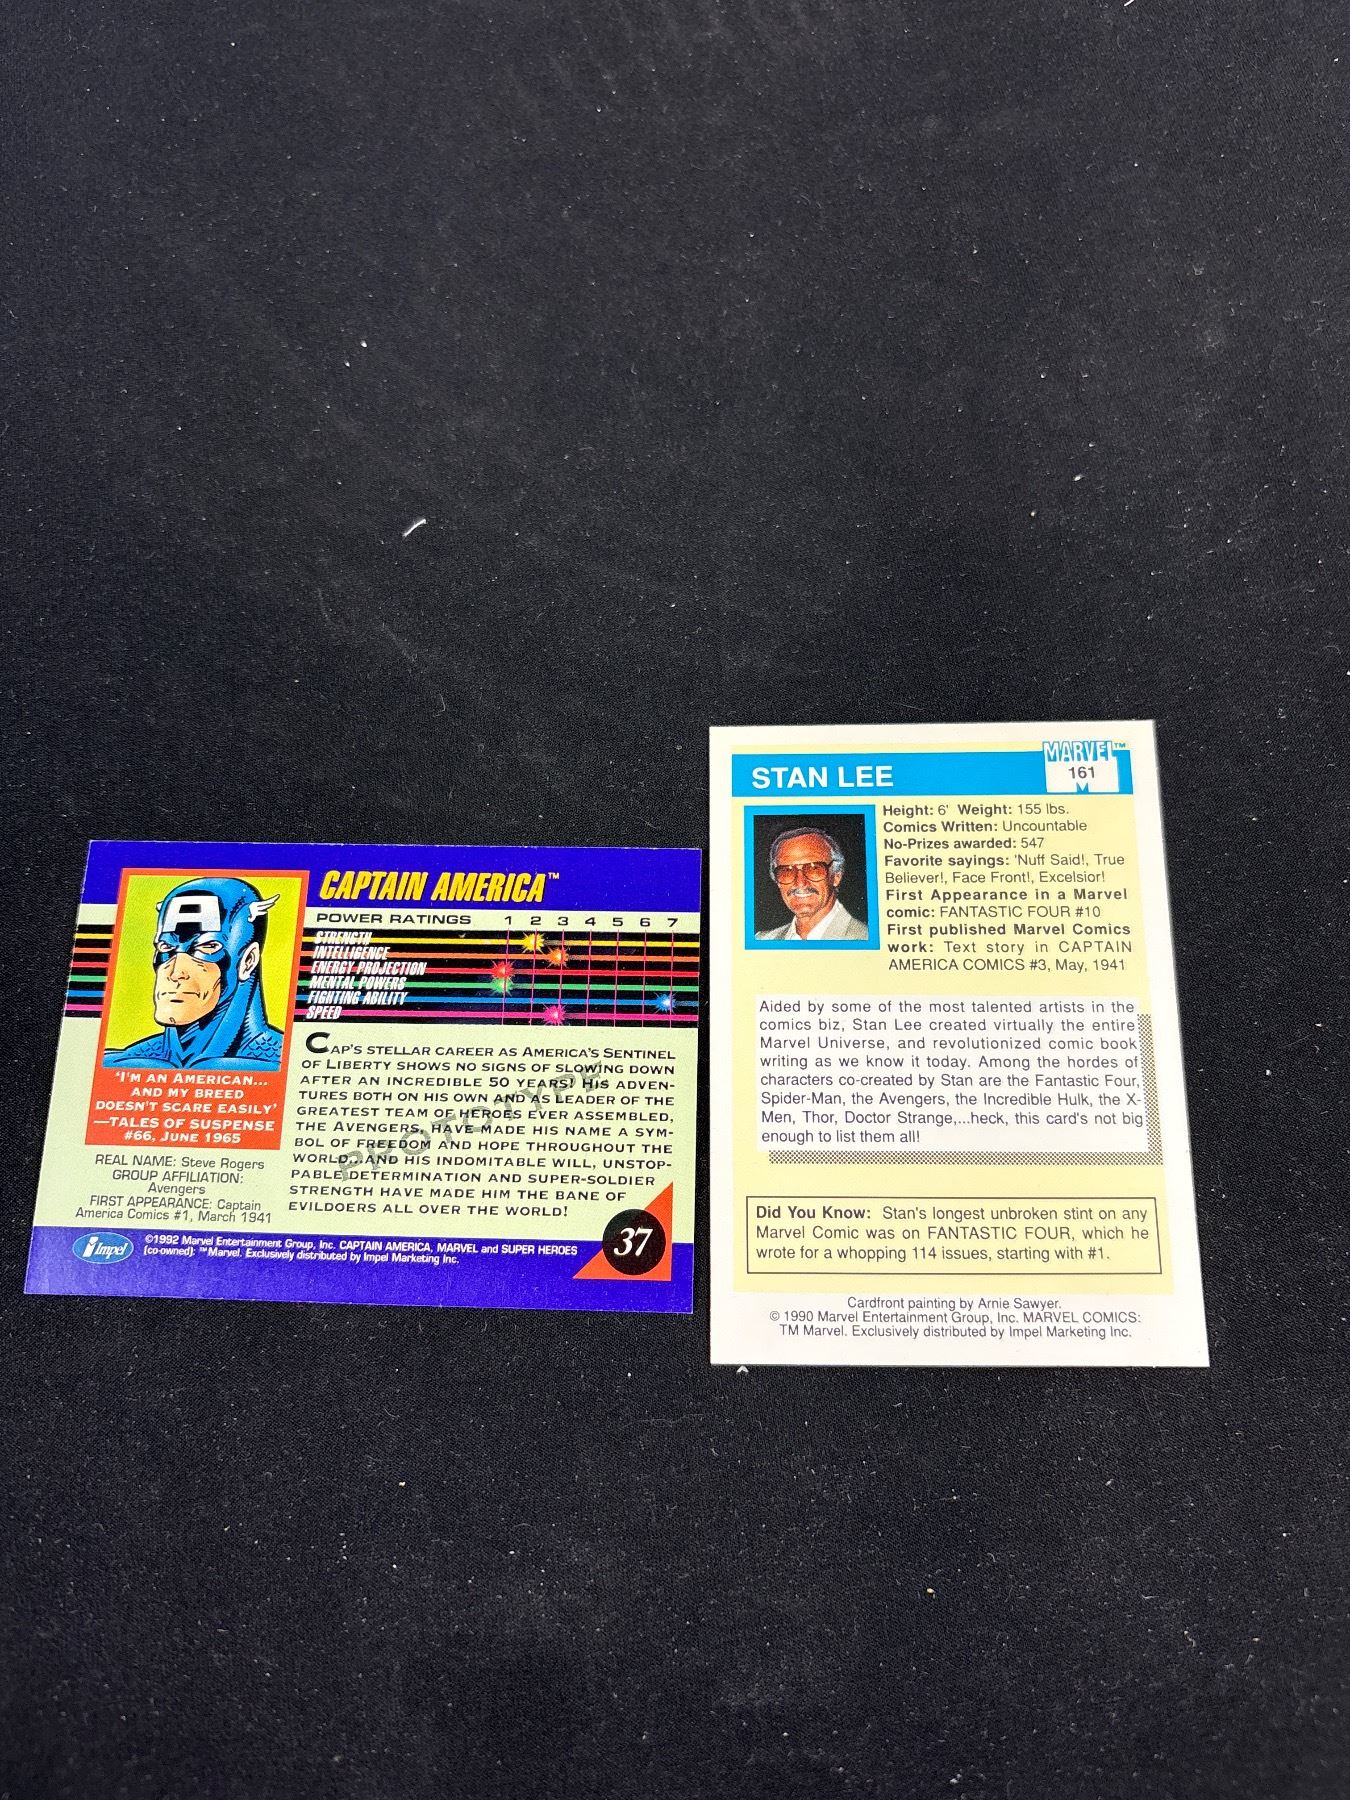 CAPTAIN AMERICA™
POWER RATINGS 1 2 3 4 5 6 7
STRENGTH
INTELLIGENCE
ENERGY PROJECTION
MENTAL POWERS
FIGHTING ABILITY
SPEED
A
'I'M AN AMERICAN...
AND MY BREED
DOESN'T SCARE EASILY'
—TALES OF SUSPENSE
#66, JUNE 1965
REAL NAME: Steve Rogers
GROUP AFFILIATION:
Avengers
FIRST APPEARANCE: Captain
America Comics #1, March 1941
CAP'S STELLAR CAREER AS AMERICA'S SENTINEL
OF LIBERTY SHOWS NO SIGNS OF SLOWING DOWN
AFTER AN INCREDIBLE 50 YEARS! HIS ADVEN-
TURES BOTH ON HIS OWN AND AS LEADER OF THE
GREATEST TEAM OF HEROES EVER ASSEMBLED,
THE AVENGERS, HAVE MADE HIS NAME A SYM-
BOL OF FREEDOM AND HOPE THROUGHOUT THE
WORLD...AND HIS INDOMITABLE WILL, UNSTOP-
PABLE DETERMINATION AND SUPER-SOLDIER
STRENGTH HAVE MADE HIM THE BANE OF
EVILDOERS ALL OVER THE WORLD!
PROTOTYPE
37
Impel
©1992 Marvel Entertainment Group, Inc. CAPTAIN AMERICA, MARVEL and SUPER HEROES
(co-owned): ™Marvel. Exclusively distributed by Impel Marketing Inc.
STAN LEE
MARVEL™
161
Height: 6' Weight: 155 lbs.
Comics Written: Uncountable
No-Prizes awarded: 547
Favorite sayings: 'Nuff Said!, True
Believer!, Face Front!, Excelsior!
First Appearance in a Marvel
comic: FANTASTIC FOUR #10
First published Marvel Comics
work: Text story in CAPTAIN
AMERICA COMICS #3, May, 1941
Aided by some of the most talented artists in the
comics biz, Stan Lee created virtually the entire
Marvel Universe, and revolutionized comic book
writing as we know it today. Among the hordes of
characters co-created by Stan are the Fantastic Four,
Spider-Man, the Avengers, the Incredible Hulk, the X-
Men, Thor, Doctor Strange,...heck, this card's not big
enough to list them all!
Did You Know: Stan's longest unbroken stint on any
Marvel Comic was on FANTASTIC FOUR, which he
wrote for a whopping 114 issues, starting with #1.
Cardfront painting by Arnie Sawyer.
© 1990 Marvel Entertainment Group, Inc. MARVEL COMICS:
TM Marvel. Exclusively distributed by Impel Marketing Inc.